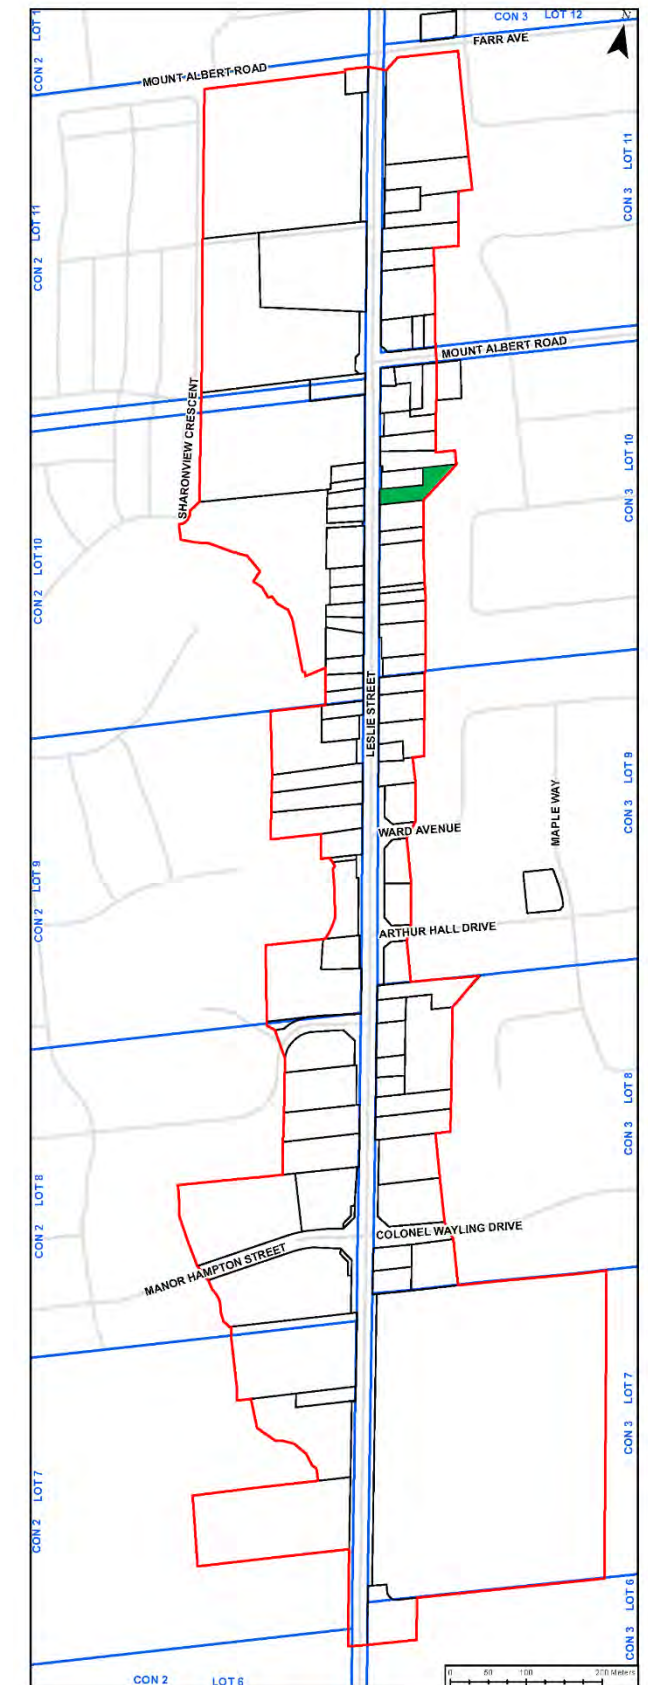 CON 3 LOT 12
N
FARR AVE
CON 2 LOT 1
MOUNT ALBERT ROAD
CON 3 LOT 11
CON 2 LOT 11
MOUNT ALBERT ROAD
SHARONVIEW CRESCENT
CON 3 LOT 10
CON 2 LOT 10
LESLIE STREET
CON 3 LOT 9
MAPLE WAY
WARD AVENUE
CON 2 LOT 9
ARTHUR HALL DRIVE
CON 3 LOT 8
CON 2 LOT 8
COLONEL WAYLING DRIVE
MANOR HAMPTON STREET
CON 3 LOT 7
CON 2 LOT 7
CON 3 LOT 6
CON 2 LOT 6
0 50 100 200 Meters